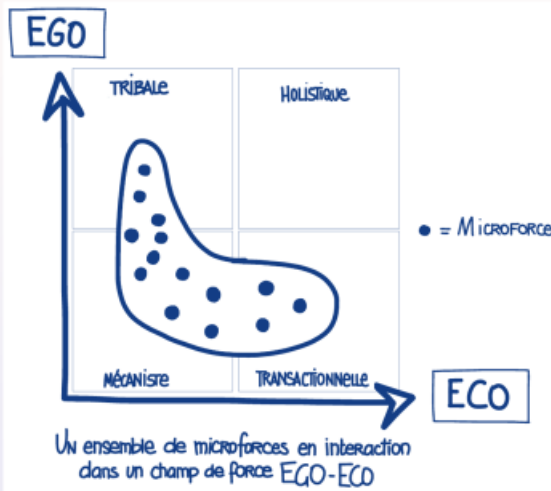 EGO
TRIBALE
HOLISTIQUE
= MICROFORCE
MÉCANISTE
TRANSACTIONNELLE
ECO
UN ensemble de microforces en interaction
dans un champ de force EGO-ECO